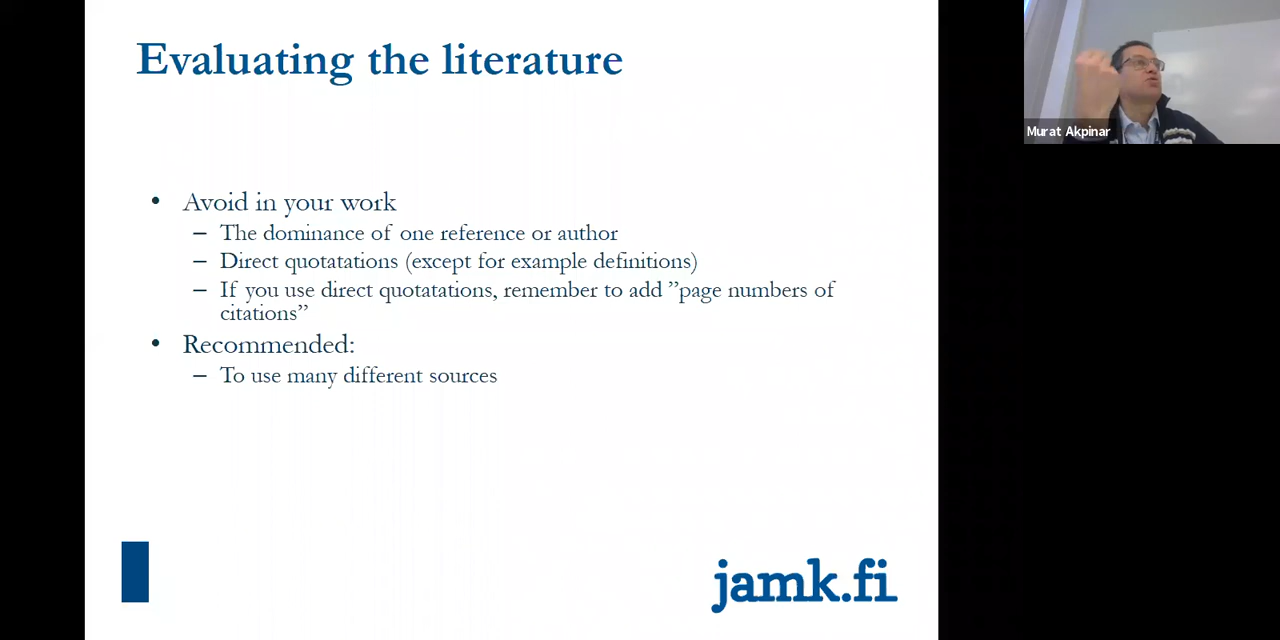 Evaluating the literature
Murat Akpinar
• Avoid in your work
– The dominance of one reference or author
– Direct quotatations (except for example definitions)
– If you use direct quotatations, remember to add ”page numbers of
citations”
• Recommended:
– To use many different sources
jamk.fi